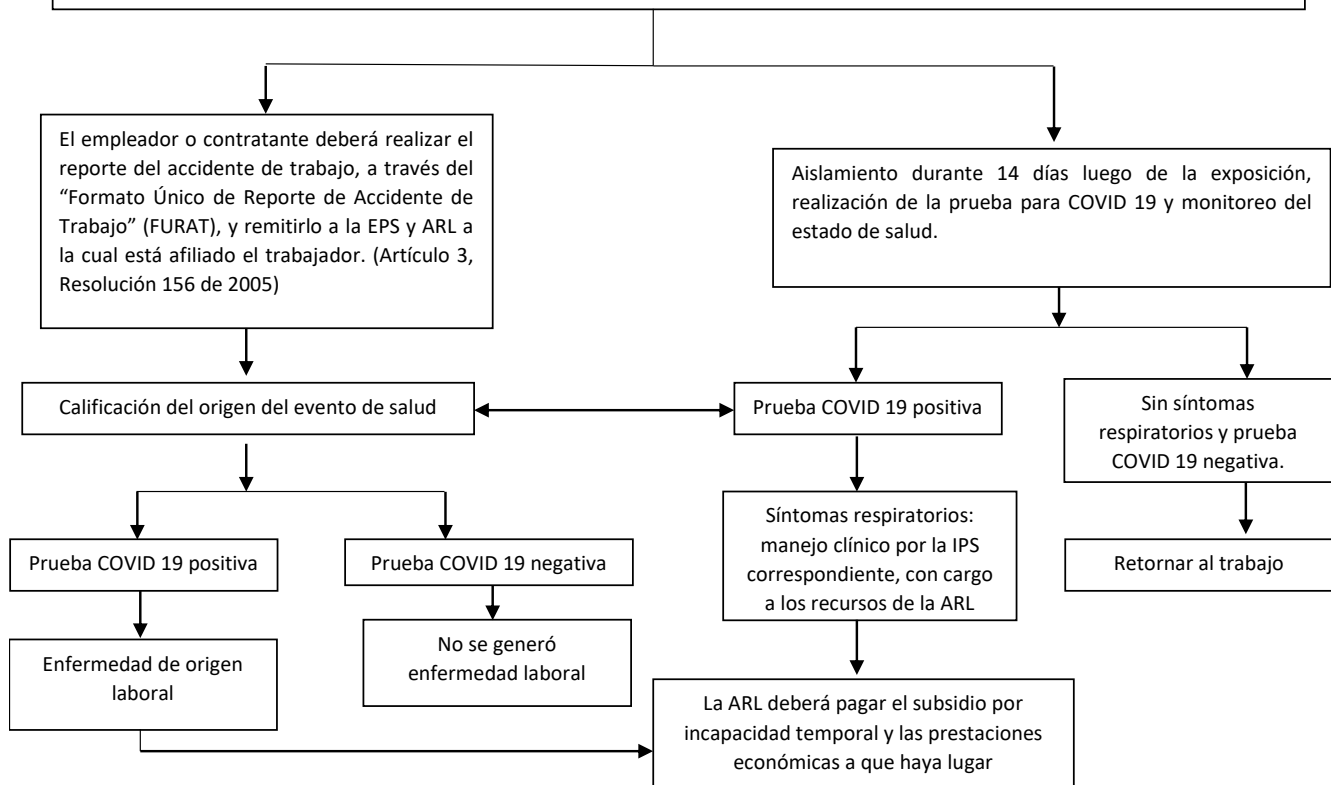 El empleador o contratante deberá realizar el
reporte del accidente de trabajo, a través del
“Formato Único de Reporte de Accidente de
Trabajo” (FURAT), y remitirlo a la EPS y ARL a
la cual está afiliado el trabajador. (Artículo 3,
Resolución 156 de 2005)
Aislamiento durante 14 días luego de la exposición,
realización de la prueba para COVID 19 y monitoreo del
estado de salud.
Calificación del origen del evento de salud
Prueba COVID 19 positiva
Sin síntomas
respiratorios y prueba
COVID 19 negativa.
Prueba COVID 19 positiva
Prueba COVID 19 negativa
Síntomas respiratorios:
manejo clínico por la IPS
correspondiente, con cargo
a los recursos de la ARL
Retornar al trabajo
Enfermedad de origen
laboral
No se generó
enfermedad laboral
La ARL deberá pagar el subsidio por
incapacidad temporal y las prestaciones
económicas a que haya lugar